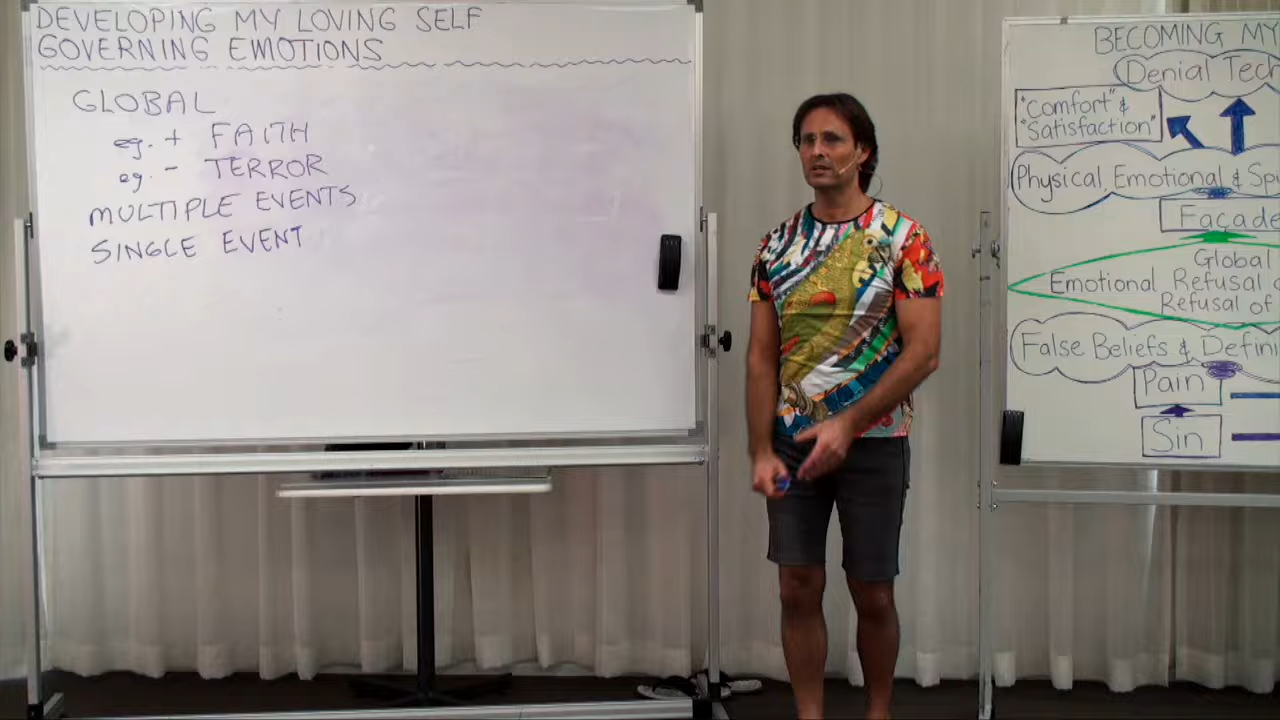 DEVELOPING MY LOVING SELF
GOVERNING EMOTIONS
GLOBAL
eg. + FAITH
eg. - TERROR
MULTIPLE EVENTS
SINGLE EVENT
BECOMING MY
Denial Tech
"Comfort" &
"Satisfaction"
Physical, Emotional & Spi
Façade
Global
Emotional Refusal
Refusal of
False Beliefs & Defini
Pain
Sin